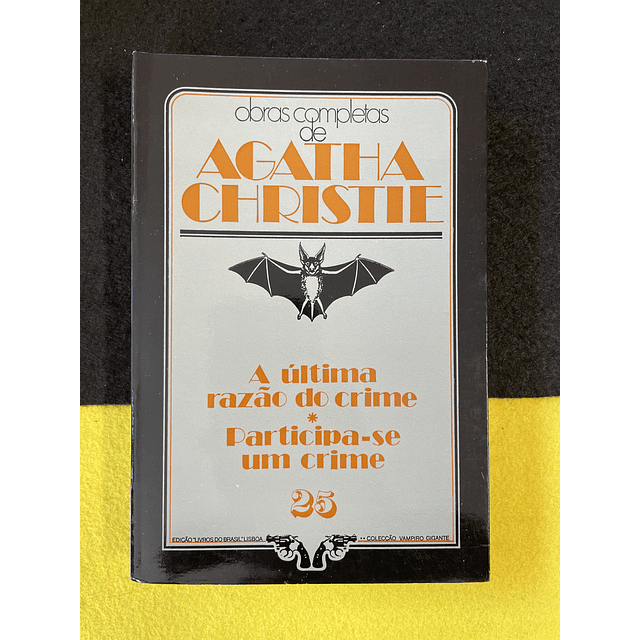 obras completas
de
AGATHA
CHRISTIE
A última
razão do crime
*
Participa-se
um crime
25
EDIÇÃO "LIVROS DO BRASIL" LISBOA
•• COLECÇÃO VAMPIRO GIGANTE